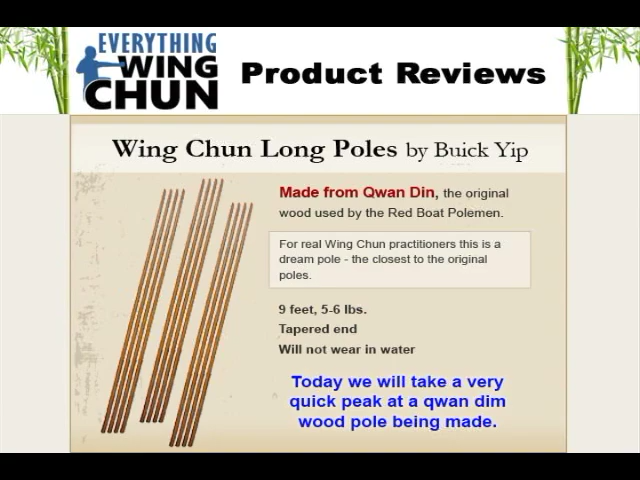 EVERYTHING
WING
CHUN
Product Reviews
Wing Chun Long Poles by Buick Yip
Made from Qwan Din, the original
wood used by the Red Boat Polemen.
For real Wing Chun practitioners this is a
dream pole - the closest to the original
poles.
9 feet, 5-6 lbs.
Tapered end
Will not wear in water
Today we will take a very
quick peak at a qwan dim
wood pole being made.